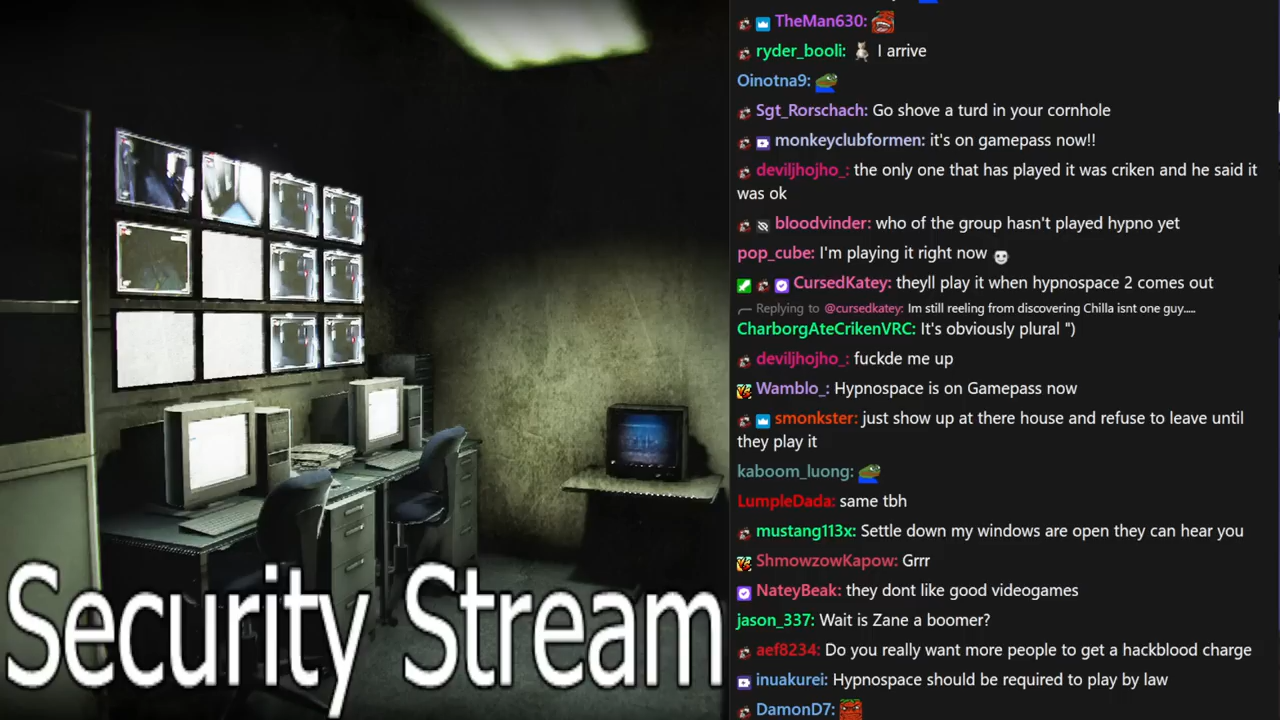 TheMan630:
ryder_booli: I arrive
Oinotna9:
Sgt_Rorschach: Go shove a turd in your cornhole
monkeyclubformen: it's on gamepass now!!
deviljhojho_: the only one that has played it was criken and he said it
was ok
bloodvinder: who of the group hasn't played hypno yet
pop_cube: I'm playing it right now
CursedKatey: theyll play it when hypnospace 2 comes out
Replying to @cursedkatey: Im still reeling from discovering Chilla isnt one guy.....
CharborgAteCrikenVRC: It's obviously plural ")
deviljhojho_: fuckde me up
Wamblo_: Hypnospace is on Gamepass now
smonkster: just show up at there house and refuse to leave until
they play it
kaboom_luong:
LumpleDada: same tbh
mustang113x: Settle down my windows are open they can hear you
ShmowzowKapow: Grrr
NateyBeak: they dont like good videogames
jason_337: Wait is Zane a boomer?
aef8234: Do you really want more people to get a hackblood charge
inuakurei: Hypnospace should be required to play by law
DamonD7:
Security Stream